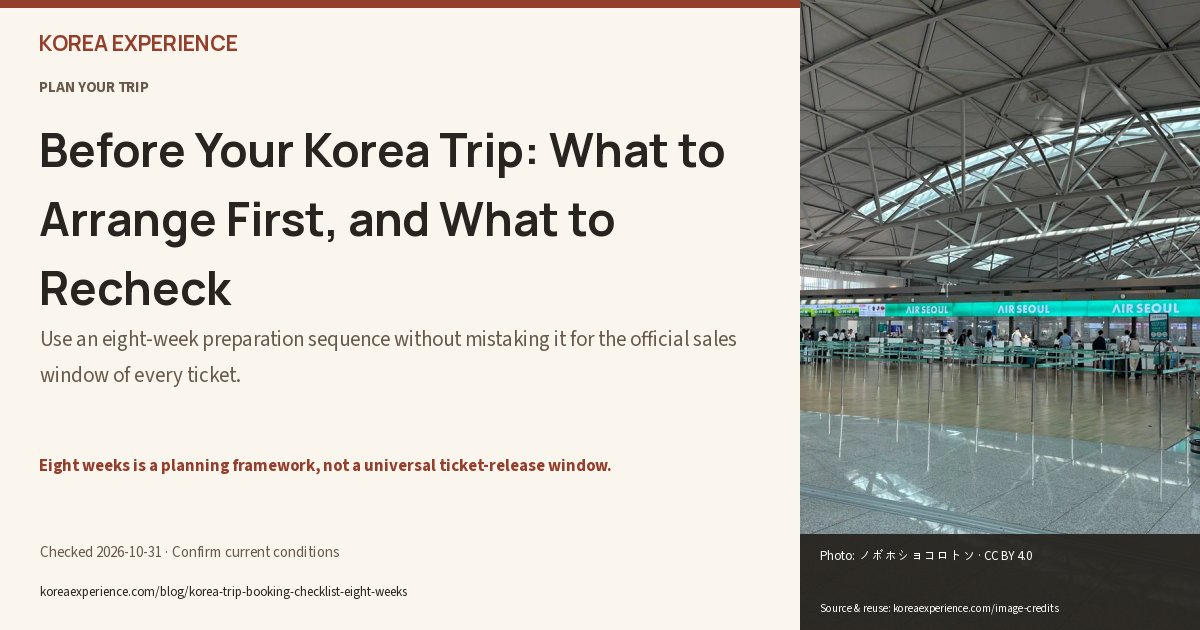 KOREA EXPERIENCE
PLAN YOUR TRIP
Before Your Korea Trip: What to
Arrange First, and What to
Recheck
Use an eight-week preparation sequence without mistaking it for the official sales
window of every ticket.
Eight weeks is a planning framework, not a universal ticket-release window.
Checked 2026-10-31 · Confirm current conditions
koreaexperience.com/blog/korea-trip-booking-checklist-eight-weeks
AIR SEOUL
AIR SEOUL
AIR SEOUL
Photo: ノボホショコロトソ · CC BY 4.0
Source & reuse: koreaexperience.com/image-credits